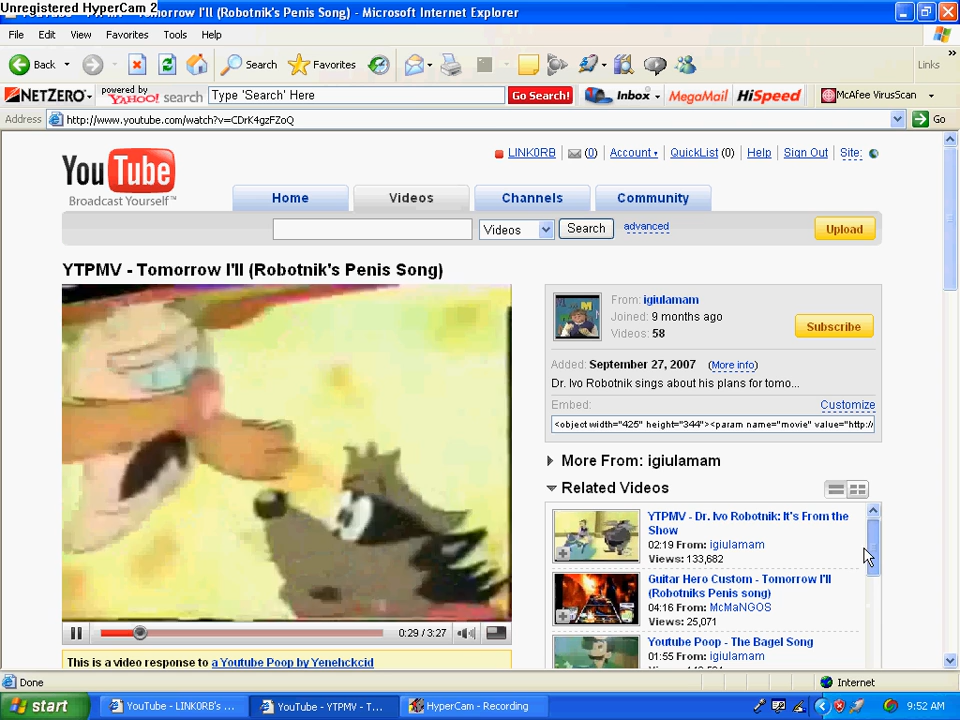 Unregistered HyperCam 2
- Tomorrow I'll (Robotnik's Penis Song) - Microsoft Internet Explorer
File Edit View Favorites Tools Help
Back Search Favorites Links
NETZERO powered by YAHOO! search Type 'Search' Here Go Search! Inbox MegaMail HiSpeed McAfee VirusScan
Address http://www.youtube.com/watch?v=CDrK4gzFZoQ Go
LINK0RB (0) Account QuickList (0) Help Sign Out Site:
YouTube
Broadcast Yourself™
Home Videos Channels Community
Videos Search advanced Upload
YTPMV - Tomorrow I'll (Robotnik's Penis Song)
From: igiulamam
Joined: 9 months ago
Videos: 58
Subscribe
Added: September 27, 2007 (More info)
Dr. Ivo Robotnik sings about his plans for tomo...
Embed: Customize
<object width="425" height="344"><param name="movie" value="http://
More From: igiulamam
Related Videos
YTPMV - Dr. Ivo Robotnik: It's From the
Show
02:19 From: igiulamam
Views: 133,682
Guitar Hero Custom - Tomorrow I'll
(Robotniks Penis song)
04:16 From: McMaNGOS
Views: 25,071
Youtube Poop - The Bagel Song
01:55 From: igiulamam
0:29 / 3:27
This is a video response to a Youtube Poop by Yenehckcid
Done Internet
start YouTube - LINK0RB's ... YouTube - YTPMV - T... HyperCam - Recording 9:52 AM